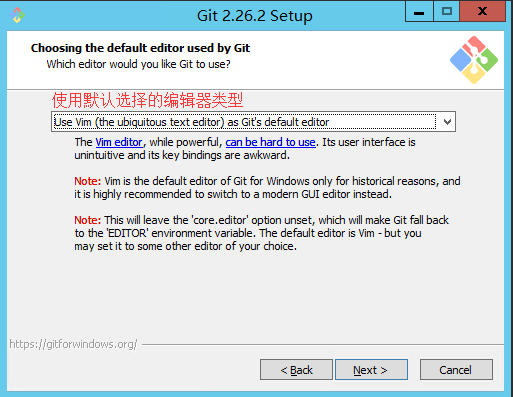 Git 2.26.2 Setup
Choosing the default editor used by Git
Which editor would you like Git to use?
使用默认选择的编辑器类型
Use Vim (the ubiquitous text editor) as Git's default editor
The Vim editor, while powerful, can be hard to use. Its user interface is
unintuitive and its key bindings are awkward.
Note: Vim is the default editor of Git for Windows only for historical reasons, and
it is highly recommended to switch to a modern GUI editor instead.
Note: This will leave the 'core.editor' option unset, which will make Git fall back
to the 'EDITOR' environment variable. The default editor is Vim - but you
may set it to some other editor of your choice.
https://gitforwindows.org/
< Back
Next >
Cancel